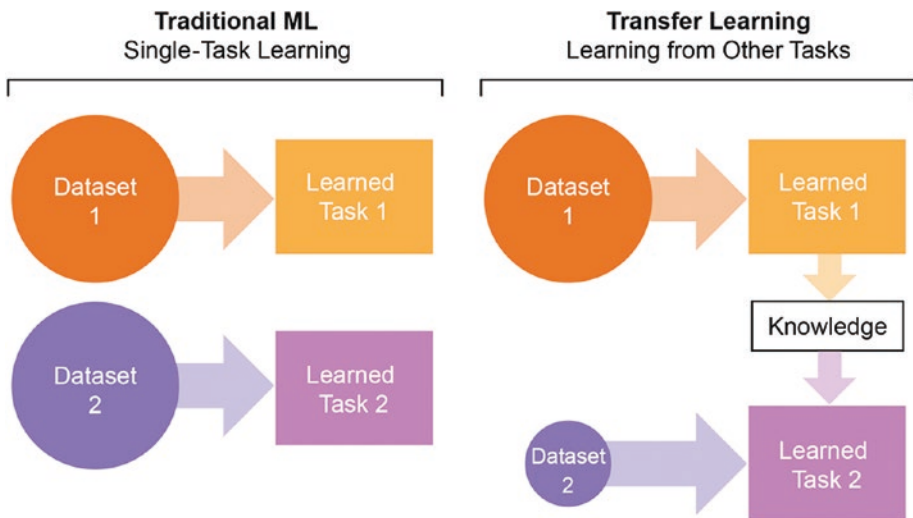 Traditional ML
Single-Task Learning
Dataset
1
Learned
Task 1
Dataset
2
Learned
Task 2
Transfer Learning
Learning from Other Tasks
Dataset
1
Learned
Task 1
Knowledge
Dataset
2
Learned
Task 2